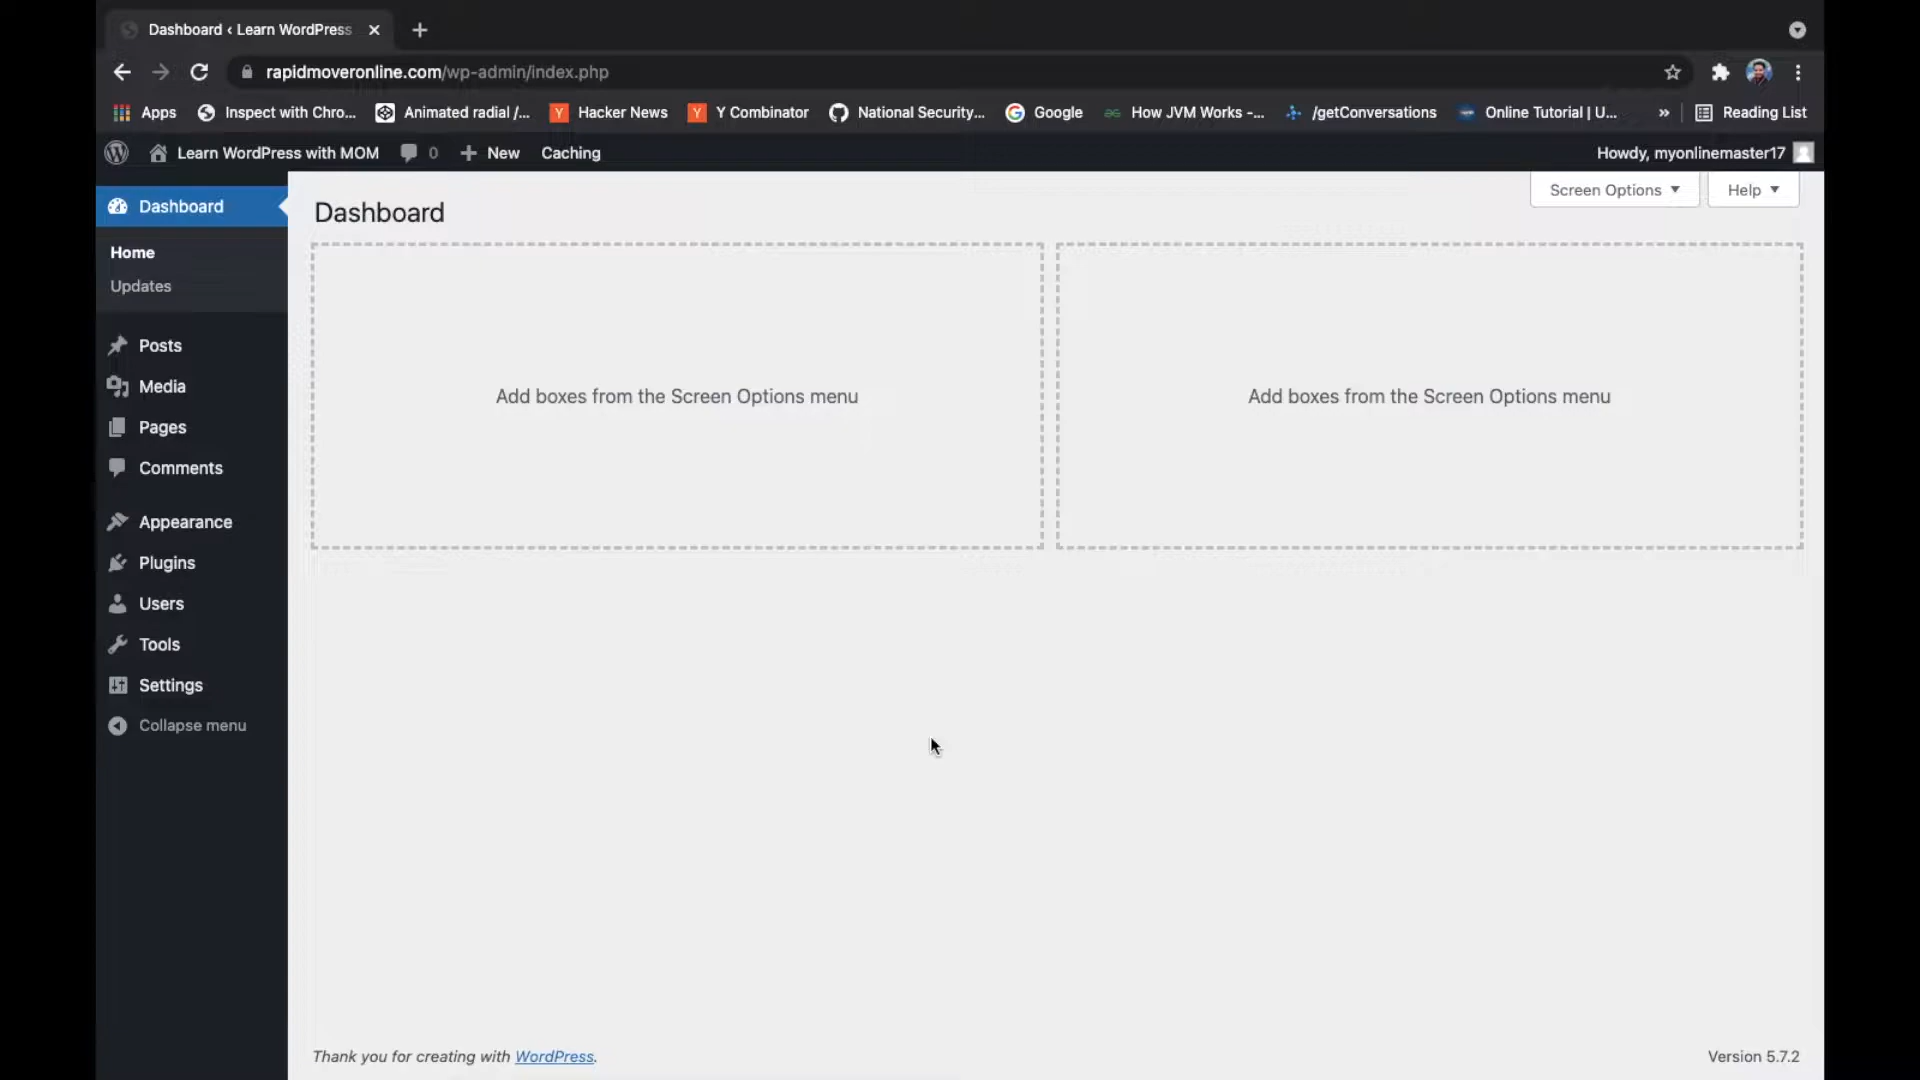 Dashboard ‹ Learn WordPress
rapidmoveronline.com/wp-admin/index.php
Apps Inspect with Chro... Animated radial /... Hacker News Y Combinator National Security... Google How JVM Works -... /getConversations Online Tutorial | U... » Reading List
Learn WordPress with MOM 0 + New Caching Howdy, myonlinemaster17
Screen Options ▼ Help ▼
Dashboard
Home
Updates
Posts
Media
Pages
Comments
Appearance
Plugins
Users
Tools
Settings
Collapse menu
Dashboard
Add boxes from the Screen Options menu
Add boxes from the Screen Options menu
Thank you for creating with WordPress.
Version 5.7.2